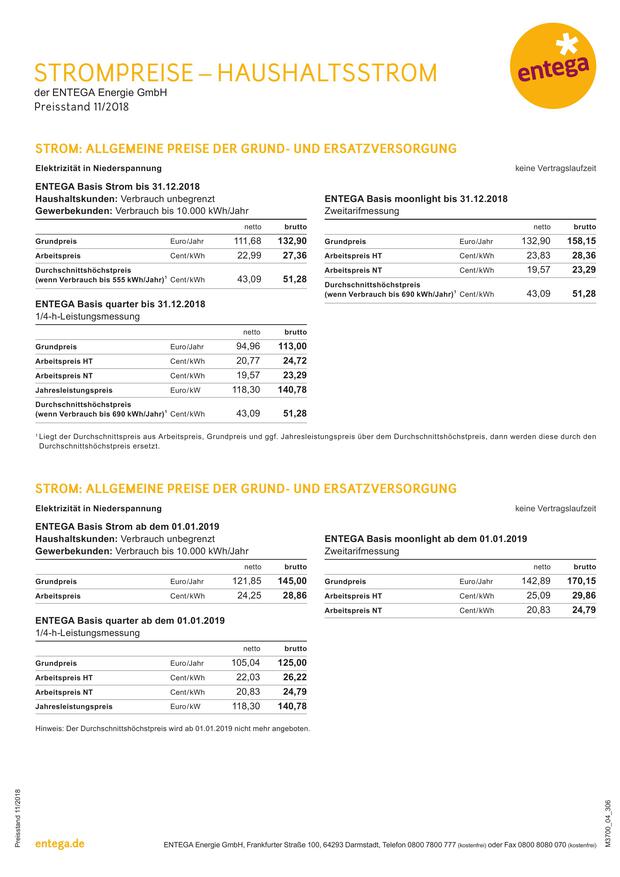 STROMPREISE – HAUSHALTSSTROM
der ENTEGA Energie GmbH
Preisstand 11/2018
entega
STROM: ALLGEMEINE PREISE DER GRUND- UND ERSATZVERSORGUNG
Elektrizität in Niederspannung keine Vertragslaufzeit
ENTEGA Basis Strom bis 31.12.2018
Haushaltskunden: Verbrauch unbegrenzt
Gewerbekunden: Verbrauch bis 10.000 kWh/Jahr
netto brutto
Grundpreis Euro/Jahr 111,68 132,90
Arbeitspreis Cent/kWh 22,99 27,36
Durchschnittshöchstpreis
(wenn Verbrauch bis 555 kWh/Jahr)¹ Cent/kWh 43,09 51,28
ENTEGA Basis moonlight bis 31.12.2018
Zweitarifmessung
netto brutto
Grundpreis Euro/Jahr 132,90 158,15
Arbeitspreis HT Cent/kWh 23,83 28,36
Arbeitspreis NT Cent/kWh 19,57 23,29
Durchschnittshöchstpreis
(wenn Verbrauch bis 690 kWh/Jahr)¹ Cent/kWh 43,09 51,28
ENTEGA Basis quarter bis 31.12.2018
1/4-h-Leistungsmessung
netto brutto
Grundpreis Euro/Jahr 94,96 113,00
Arbeitspreis HT Cent/kWh 20,77 24,72
Arbeitspreis NT Cent/kWh 19,57 23,29
Jahresleistungspreis Euro/kW 118,30 140,78
Durchschnittshöchstpreis
(wenn Verbrauch bis 690 kWh/Jahr)¹ Cent/kWh 43,09 51,28
¹ Liegt der Durchschnittspreis aus Arbeitspreis, Grundpreis und ggf. Jahresleistungspreis über dem Durchschnittshöchstpreis, dann werden diese durch den
Durchschnittshöchstpreis ersetzt.
STROM: ALLGEMEINE PREISE DER GRUND- UND ERSATZVERSORGUNG
Elektrizität in Niederspannung keine Vertragslaufzeit
ENTEGA Basis Strom ab dem 01.01.2019
Haushaltskunden: Verbrauch unbegrenzt
Gewerbekunden: Verbrauch bis 10.000 kWh/Jahr
netto brutto
Grundpreis Euro/Jahr 121,85 145,00
Arbeitspreis Cent/kWh 24,25 28,86
ENTEGA Basis moonlight ab dem 01.01.2019
Zweitarifmessung
netto brutto
Grundpreis Euro/Jahr 142,89 170,15
Arbeitspreis HT Cent/kWh 25,09 29,86
Arbeitspreis NT Cent/kWh 20,83 24,79
ENTEGA Basis quarter ab dem 01.01.2019
1/4-h-Leistungsmessung
netto brutto
Grundpreis Euro/Jahr 105,04 125,00
Arbeitspreis HT Cent/kWh 22,03 26,22
Arbeitspreis NT Cent/kWh 20,83 24,79
Jahresleistungspreis Euro/kW 118,30 140,78
Hinweis: Der Durchschnittshöchstpreis wird ab 01.01.2019 nicht mehr angeboten.
Preisstand 11/2018
M3700_04_306
entega.de
ENTEGA Energie GmbH, Frankfurter Straße 100, 64293 Darmstadt, Telefon 0800 7800 777 (kostenfrei) oder Fax 0800 8080 070 (kostenfrei)